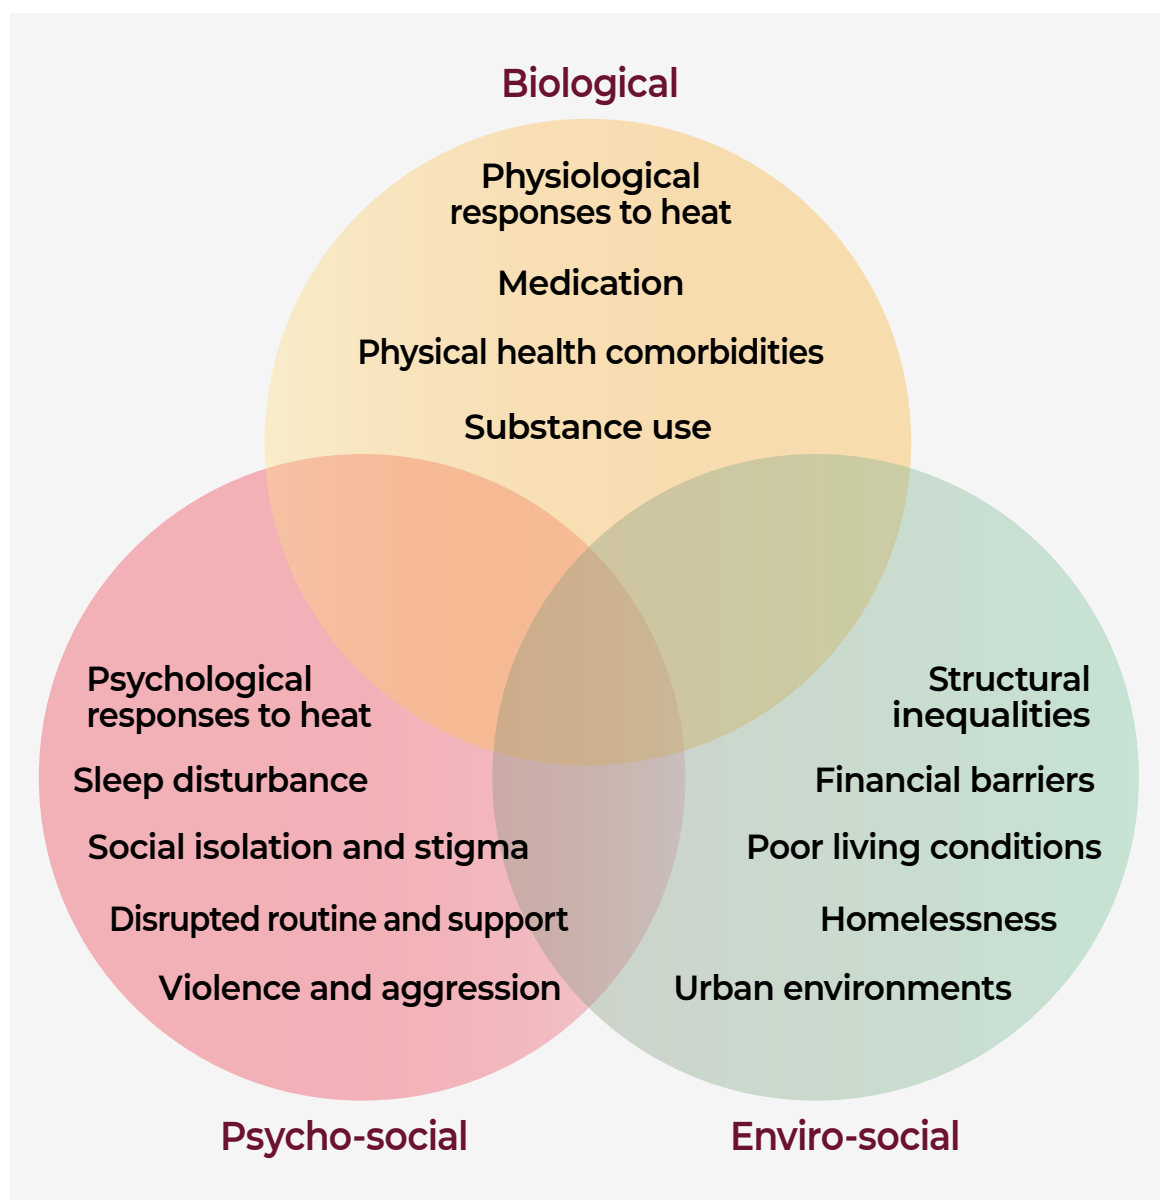 Biological
Physiological
responses to heat
Medication
Physical health comorbidities
Substance use
Psychological
responses to heat
Sleep disturbance
Social isolation and stigma
Disrupted routine and support
Violence and aggression
Structural
inequalities
Financial barriers
Poor living conditions
Homelessness
Urban environments
Psycho-social
Enviro-social